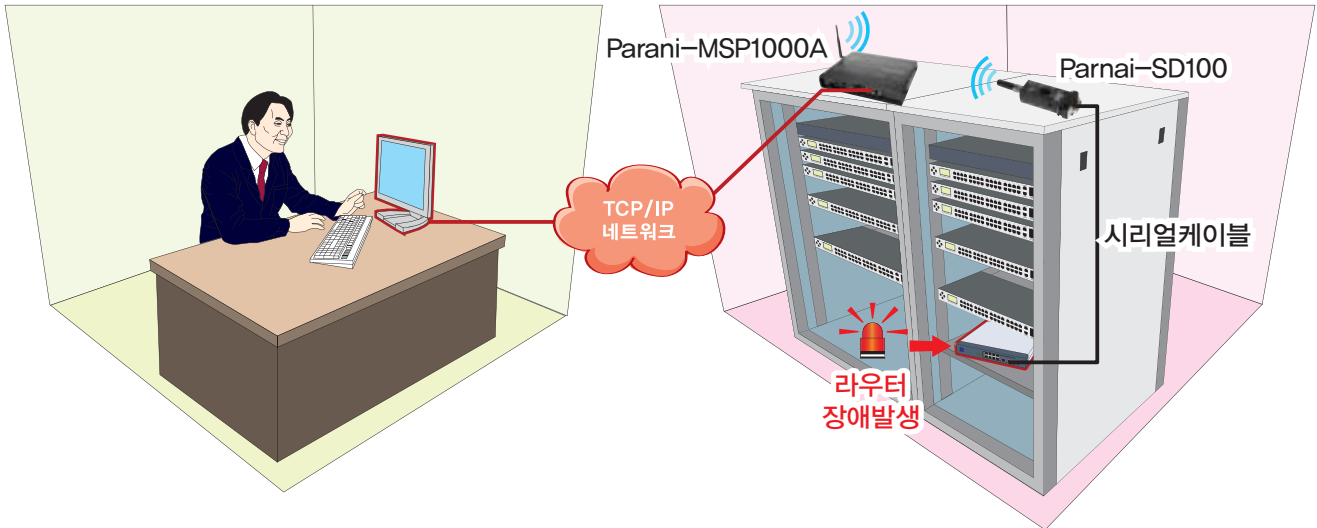 Parani-MSP1000A
Parnai-SD100
TCP/IP
네트워크
시리얼케이블
라우터
장애발생